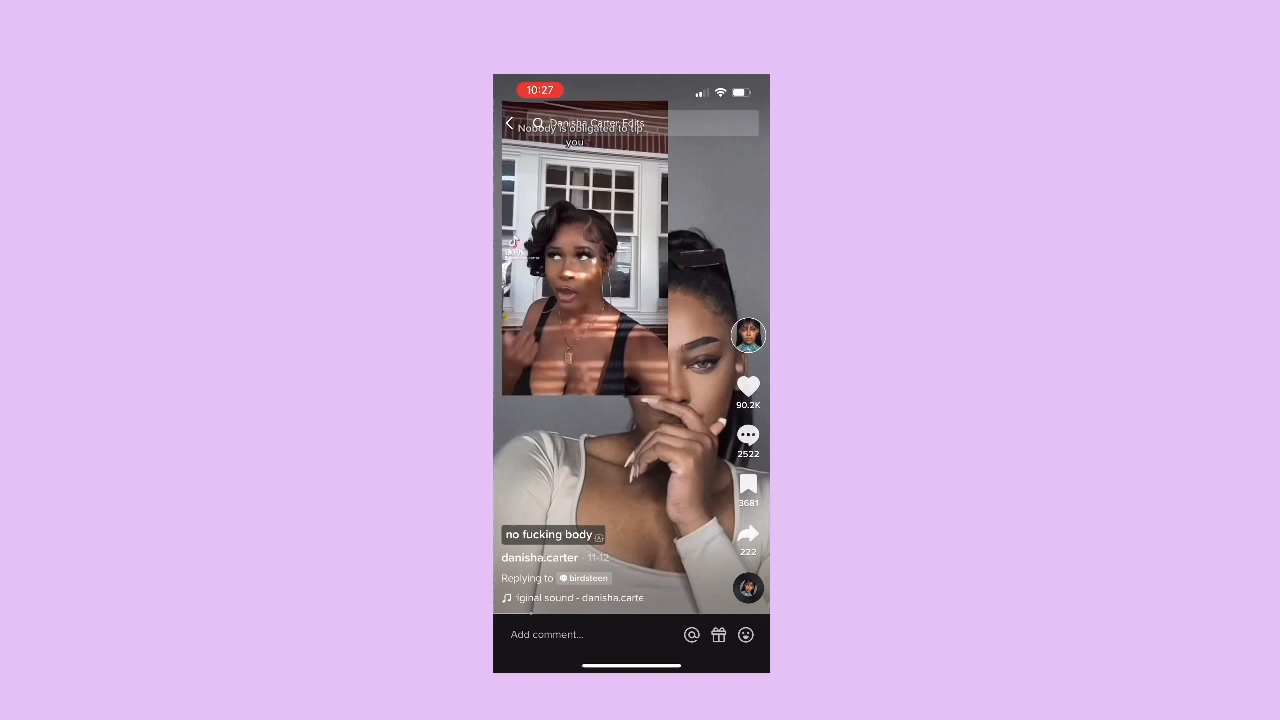 10:27
Danisha Carter Edits
Nobody is obligated to tip
you
90.2K
2522
3681
222
no fucking body
danisha.carter · 11-12
Replying to birdsteen
iginal sound - danisha.carte
Add comment...